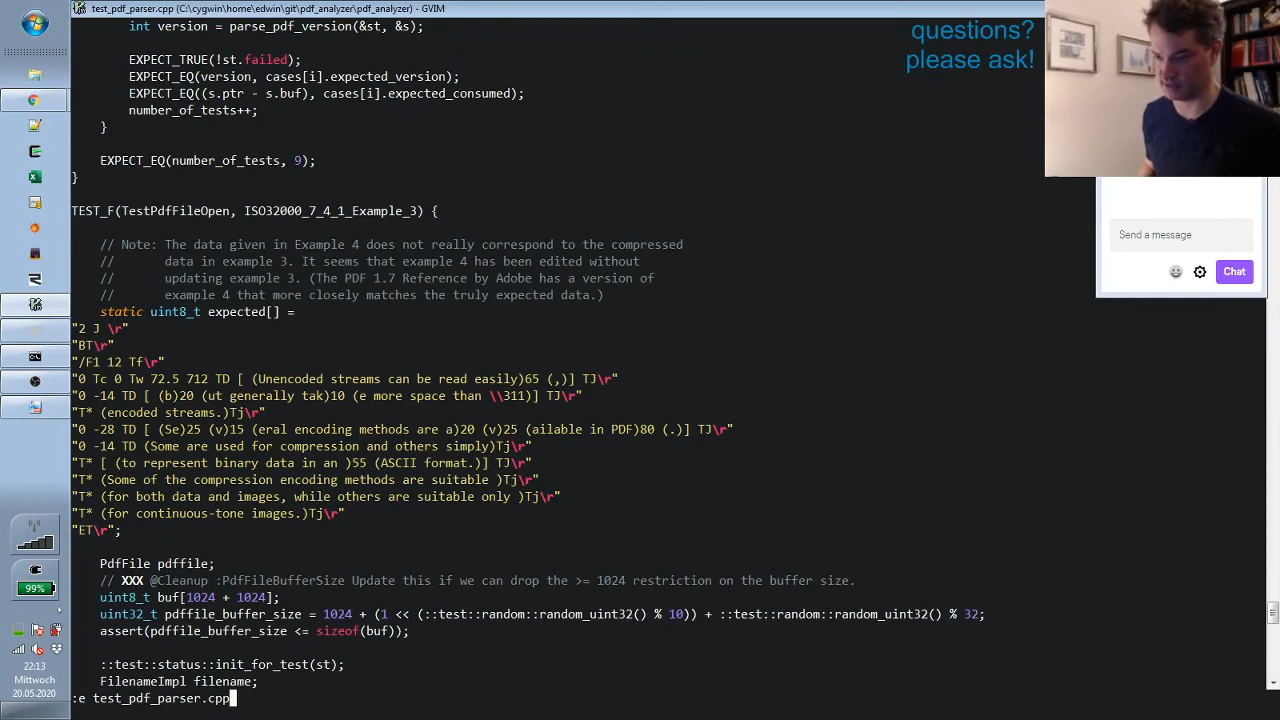 test_pdf_parser.cpp (C:\cygwin\home\edwin\git\pdf_analyzer\pdf_analyzer) - GVIM
int version = parse_pdf_version(&st, &s);
EXPECT_TRUE(!st.failed);
EXPECT_EQ(version, cases[i].expected_version);
EXPECT_EQ((s.ptr - s.buf), cases[i].expected_consumed);
number_of_tests++;
}
EXPECT_EQ(number_of_tests, 9);
}
TEST_F(TestPdfFileOpen, ISO32000_7_4_1_Example_3) {
// Note: The data given in Example 4 does not really correspond to the compressed
// data in example 3. It seems that example 4 has been edited without
// updating example 3. (The PDF 1.7 Reference by Adobe has a version of
// example 4 that more closely matches the truly expected data.)
static uint8_t expected[] =
"2 J \r"
"BT\r"
"/F1 12 Tf\r"
"0 Tc 0 Tw 72.5 712 TD [ (Unencoded streams can be read easily)65 (,)] TJ\r"
"0 -14 TD [ (b)20 (ut generally tak)10 (e more space than \\311)] TJ\r"
"T* (encoded streams.)Tj\r"
"0 -28 TD [ (Se)25 (v)15 (eral encoding methods are a)20 (v)25 (ailable in PDF)80 (.)] TJ\r"
"0 -14 TD (Some are used for compression and others simply)Tj\r"
"T* [ (to represent binary data in an )55 (ASCII format.)] TJ\r"
"T* (Some of the compression encoding methods are suitable )Tj\r"
"T* (for both data and images, while others are suitable only )Tj\r"
"T* (for continuous-tone images.)Tj\r"
"ET\r";
PdfFile pdffile;
// XXX @Cleanup :PdfFileBufferSize Update this if we can drop the >= 1024 restriction on the buffer size.
uint8_t buf[1024 + 1024];
uint32_t pdffile_buffer_size = 1024 + (1 << (::test::random::random_uint32() % 10)) + ::test::random::random_uint32() % 32;
assert(pdffile_buffer_size <= sizeof(buf));
::test::status::init_for_test(st);
FilenameImpl filename;
:e test_pdf_parser.cpp
questions?
please ask!
Send a message
Chat
99%
22:13
Mittwoch
20.05.2020